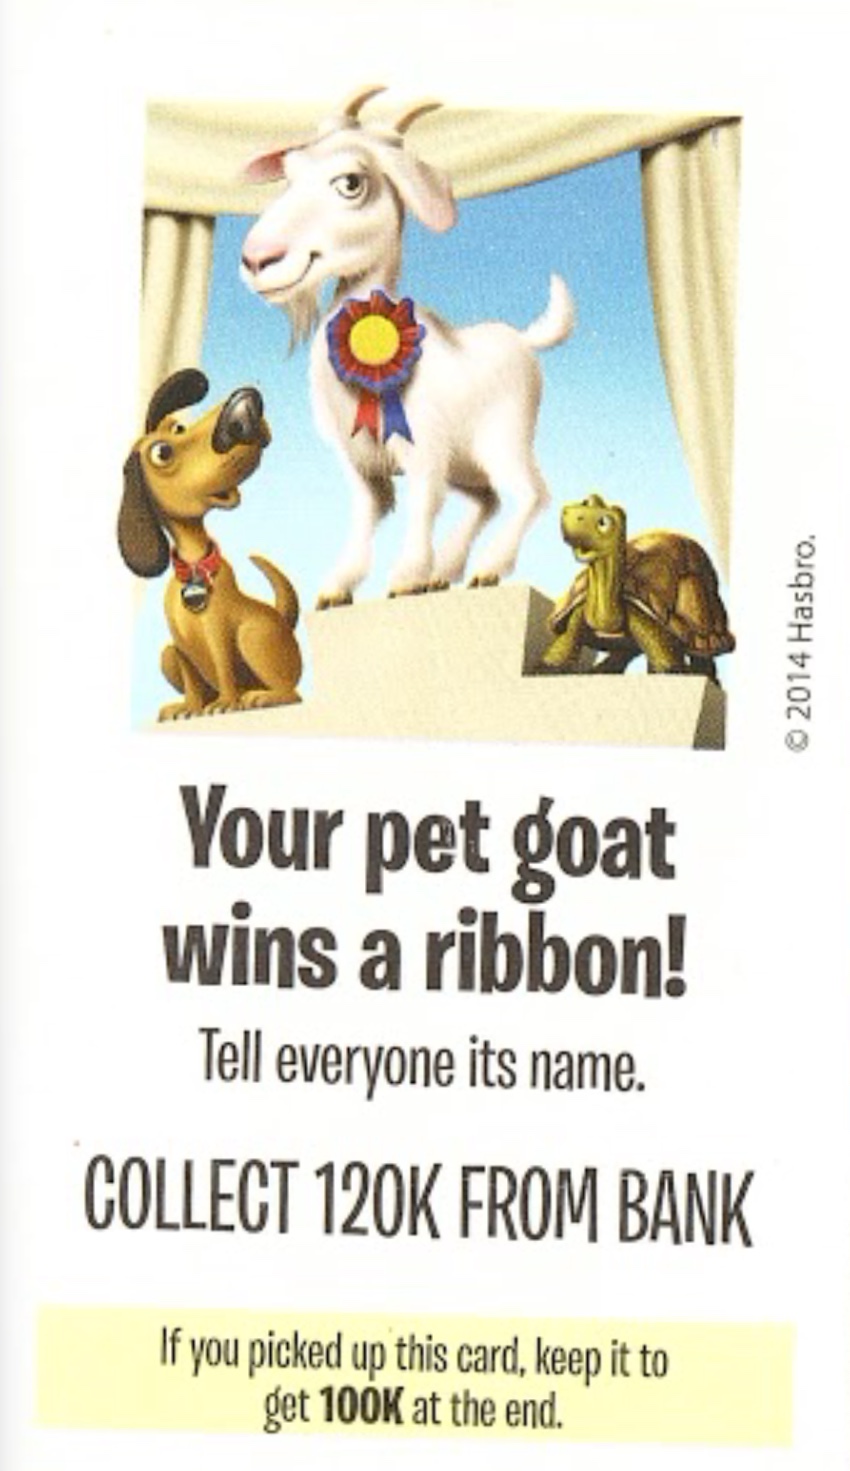 © 2014 Hasbro.
Your pet goat
wins a ribbon!
Tell everyone its name.
COLLECT 120K FROM BANK
If you picked up this card, keep it to
get 100K at the end.